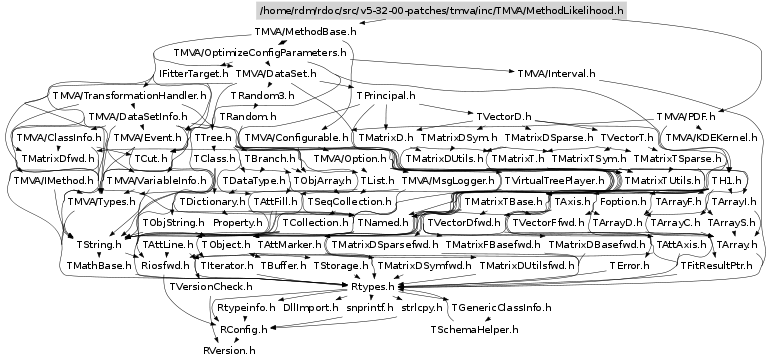 /home/rdm/rdoc/src/v5-32-00-patches/tmva/inc/TMVA/MethodLikelihood.h
TMVA/MethodBase.h
TMVA/OptimizeConfigParameters.h
IFitterTarget.h TMVA/DataSet.h TMVA/Interval.h
TMVA/TransformationHandler.h TRandom3.h TPrincipal.h
TMVA/DataSetInfo.h TRandom.h TVectorD.h TMVA/PDF.h
TMVA/ClassInfo.h TMVA/Event.h TTree.h TMVA/Configurable.h TMatrixD.h TMatrixDSym.h TMatrixDSparse.h TVectorT.h TMVA/KDEKernel.h
TMatrixDfwd.h TCut.h TClass.h TBranch.h TMVA/Option.h TMatrixDUtils.h TMatrixT.h TMatrixTSym.h TMatrixTSparse.h
TMVA/IMethod.h TMVA/VariableInfo.h TDataType.h TObjArray.h TList.h TMVA/MsgLogger.h TVirtualTreePlayer.h TMatrixTUtils.h TH1.h
TMVA/Types.h TDictionary.h TAttFill.h TSeqCollection.h TMatrixTBase.h TAxis.h Foption.h TArrayF.h TArrayI.h
TObjString.h Property.h TCollection.h TNamed.h TVectorDfwd.h TVectorFfwd.h TArrayD.h TArrayC.h TArrayS.h
TString.h TAttLine.h TObject.h TAttMarker.h TMatrixDSparsefwd.h TMatrixFBasefwd.h TMatrixDBasefwd.h TAttAxis.h TArray.h
TMathBase.h Riosfwd.h TIterator.h TBuffer.h TStorage.h TMatrixDSymfwd.h TMatrixDUtilsfwd.h TError.h TFitResultPtr.h
TVersionCheck.h Rtypes.h
Rtypeinfo.h DllImport.h snprintf.h strlcpy.h TGenericClassInfo.h
RConfig.h TSchemaHelper.h
RVersion.h